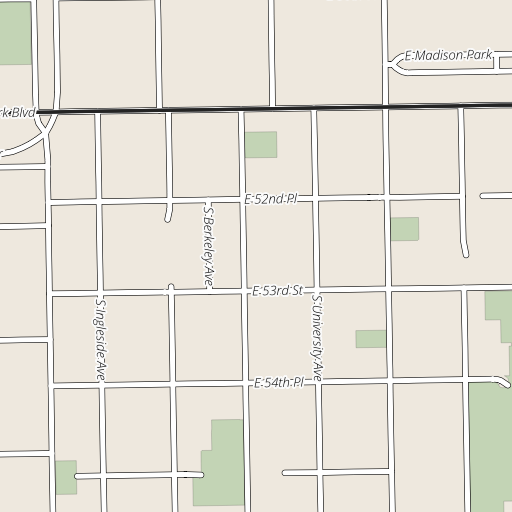 E Madison Park
rk Blvd
r
E 52nd Pl
S Berkeley Ave
E 53rd St
S Ingleside Ave
S University Ave
E 54th Pl